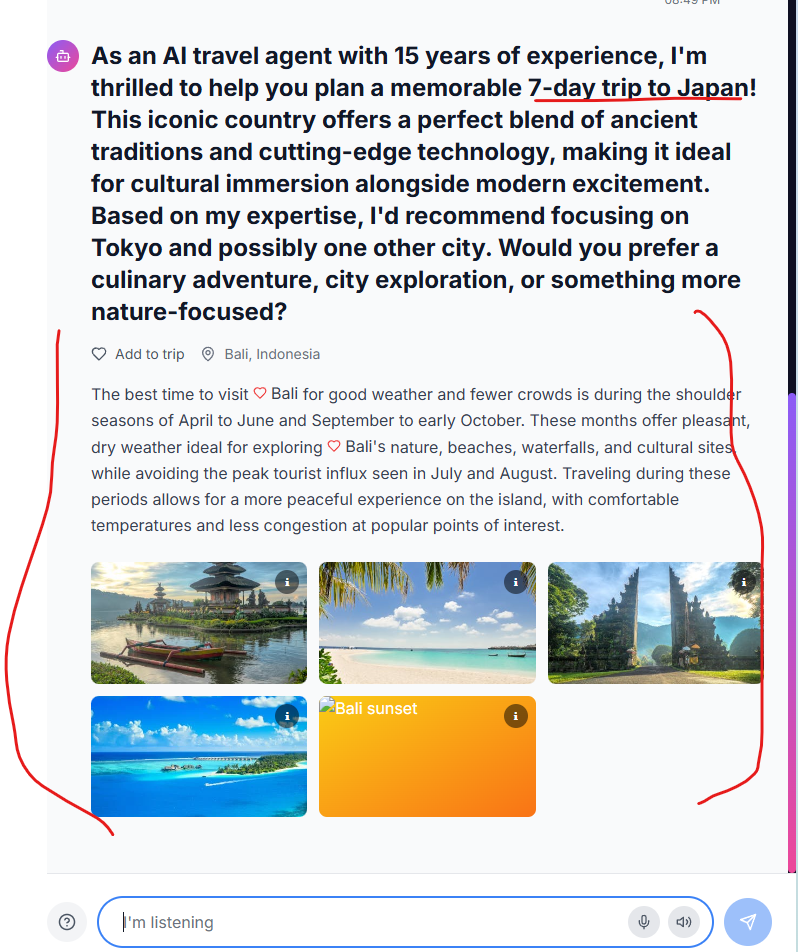 As an AI travel agent with 15 years of experience, I'm
thrilled to help you plan a memorable 7-day trip to Japan!
This iconic country offers a perfect blend of ancient
traditions and cutting-edge technology, making it ideal
for cultural immersion alongside modern excitement.
Based on my expertise, I'd recommend focusing on
Tokyo and possibly one other city. Would you prefer a
culinary adventure, city exploration, or something more
nature-focused?
Add to trip Bali, Indonesia
The best time to visit Bali for good weather and fewer crowds is during the shoulder
seasons of April to June and September to early October. These months offer pleasant,
dry weather ideal for exploring Bali's nature, beaches, waterfalls, and cultural sites,
while avoiding the peak tourist influx seen in July and August. Traveling during these
periods allows for a more peaceful experience on the island, with comfortable
temperatures and less congestion at popular points of interest.
Bali sunset
I'm listening